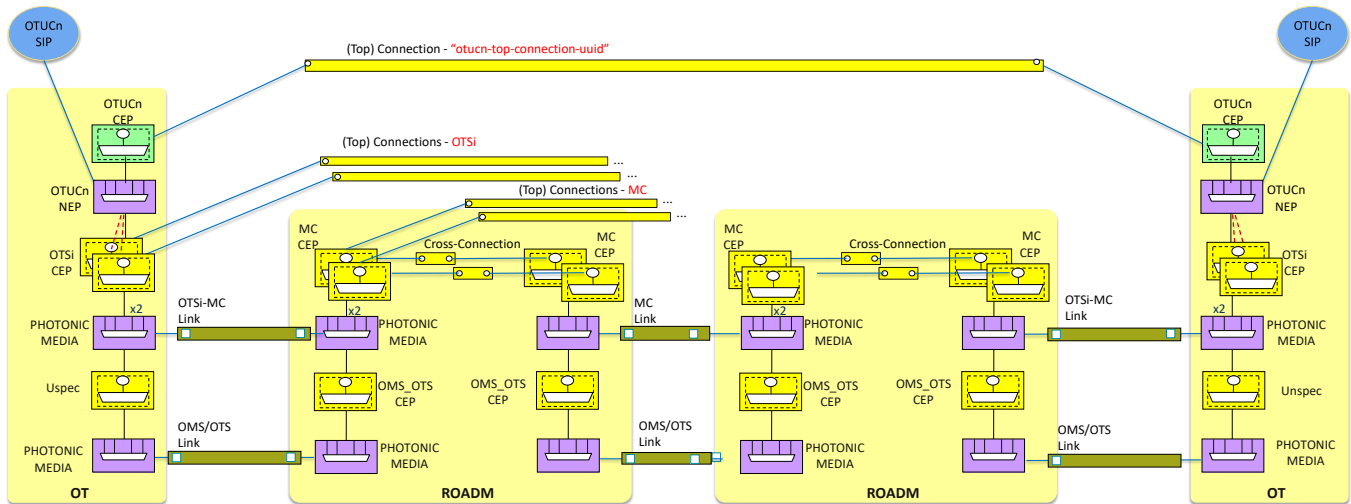 OTUCn
SIP
OTUCn
SIP
(Top) Connection - “otucn-top-connection-uuid”
OTUCn
CEP
OTUCn
CEP
(Top) Connections - OTSi
...
...
OTUCn
NEP
OTUCn
NEP
(Top) Connections - MC
...
...
OTSi
CEP
MC
CEP
Cross-Connection
MC
CEP
MC
CEP
Cross-Connection
MC
CEP
OTSi
CEP
x2
OTSi-MC
Link
x2
MC
Link
x2
OTSi-MC
Link
x2
PHOTONIC
MEDIA
PHOTONIC
MEDIA
PHOTONIC
MEDIA
PHOTONIC
MEDIA
Uspec
OMS_OTS
CEP
OMS_OTS
CEP
OMS_OTS
CEP
OMS_OTS
CEP
Unspec
OMS/OTS
Link
OMS/OTS
Link
OMS/OTS
Link
PHOTONIC
MEDIA
PHOTONIC
MEDIA
PHOTONIC
MEDIA
PHOTONIC
MEDIA
OT
ROADM
ROADM
OT